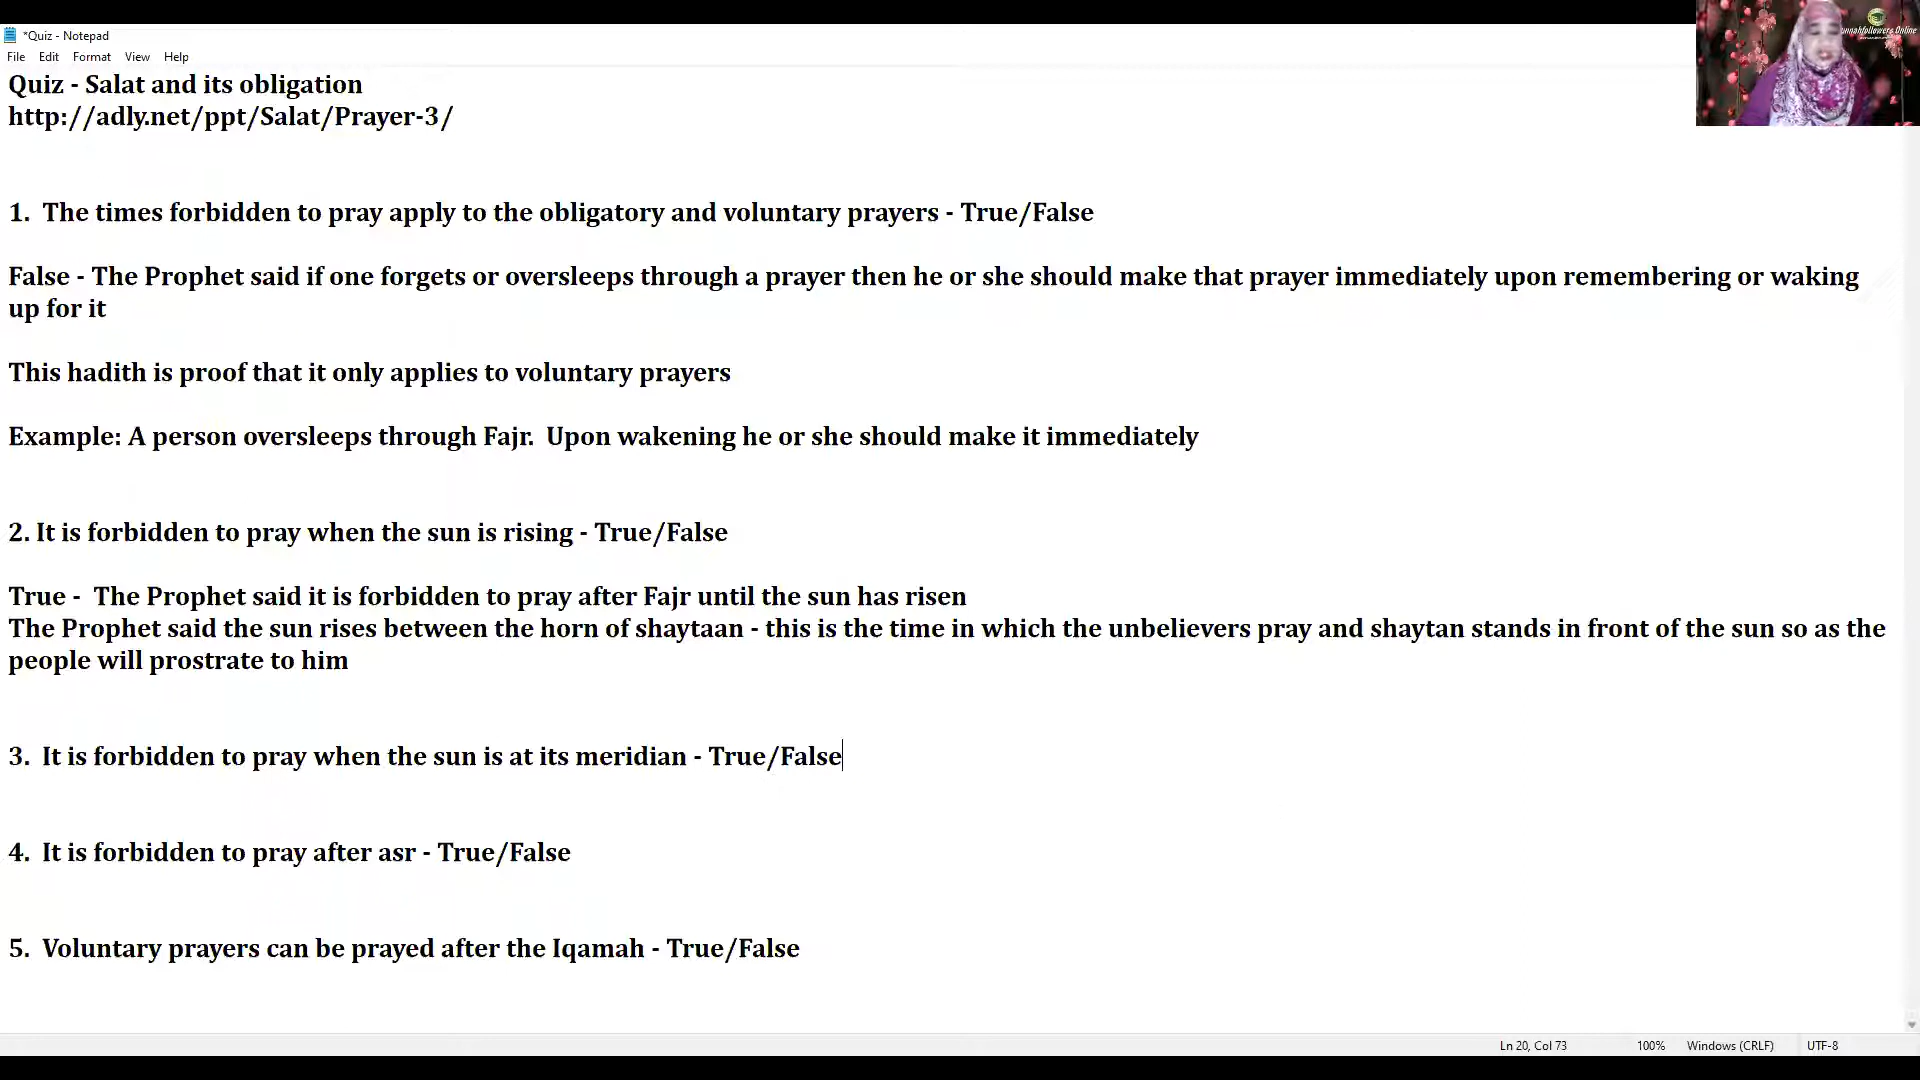 *Quiz - Notepad
File Edit Format View Help
Quiz - Salat and its obligation
http://adly.net/ppt/Salat/Prayer-3/
1. The times forbidden to pray apply to the obligatory and voluntary prayers - True/False
False - The Prophet said if one forgets or oversleeps through a prayer then he or she should make that prayer immediately upon remembering or waking
up for it
This hadith is proof that it only applies to voluntary prayers
Example: A person oversleeps through Fajr. Upon wakening he or she should make it immediately
2. It is forbidden to pray when the sun is rising - True/False
True - The Prophet said it is forbidden to pray after Fajr until the sun has risen
The Prophet said the sun rises between the horn of shaytaan - this is the time in which the unbelievers pray and shaytan stands in front of the sun so as the
people will prostrate to him
3. It is forbidden to pray when the sun is at its meridian - True/False
4. It is forbidden to pray after asr - True/False
5. Voluntary prayers can be prayed after the Iqamah - True/False
Ln 20, Col 73 100% Windows (CRLF) UTF-8
Online